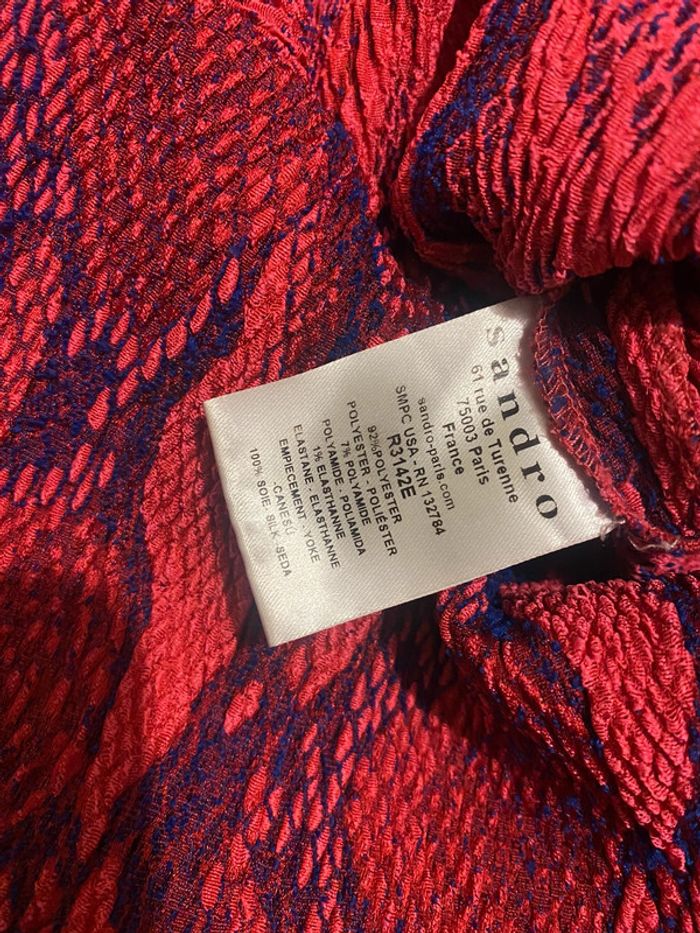 sandro
61 rue de Turenne
75003 Paris
France
sandro-paris.com
SMPC USA - RN 132784
R3142E
92%POLYESTER
POLYESTER - POLIÉSTER
7% POLYAMIDE
POLYAMIDE - POLIAMIDA
1% ELASTHANNE
ELASTANE - ELASTHANNE
EMPIECEMENT - YOKE
-CANESÚ
100% SOIE. SILK .SEDA